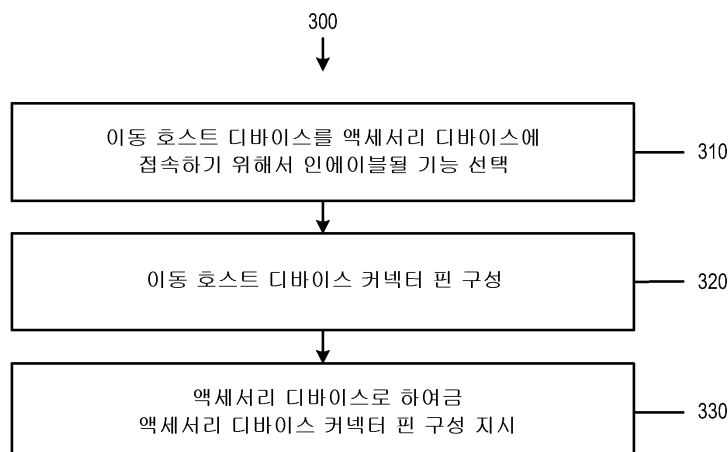 300
이동 호스트 디바이스를 액세서리 디바이스에
접속하기 위해서 인에이블될 기능 선택
310
이동 호스트 디바이스 커넥터 핀 구성
320
액세서리 디바이스로 하여금
액세서리 디바이스 커넥터 핀 구성 지시
330